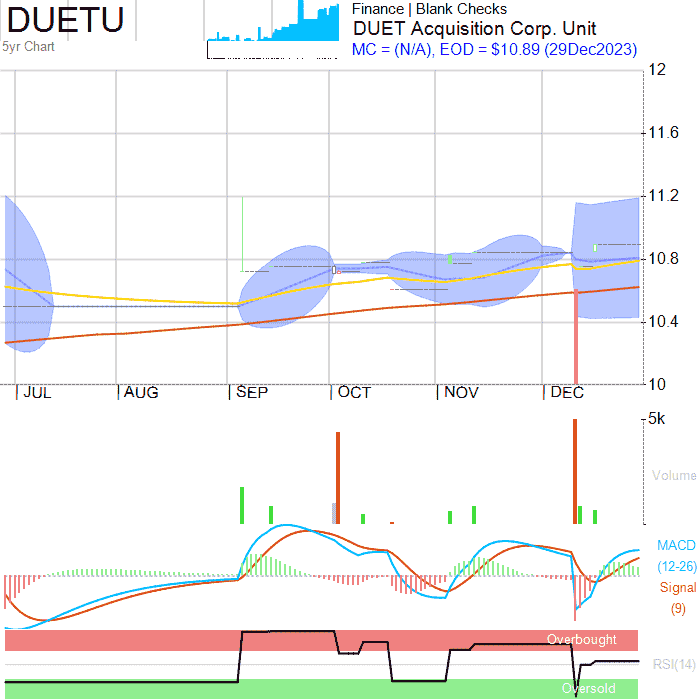 DUETU
5yr Chart
Finance | Blank Checks
DUET Acquisition Corp. Unit
MC = (N/A), EOD = $10.89 (29Dec2023)
12
11.6
11.2
10.8
10.4
10
JUL AUG SEP OCT NOV DEC
5k
Volume
MACD
(12-26)
Signal
(9)
Overbought
RSI(14)
Oversold